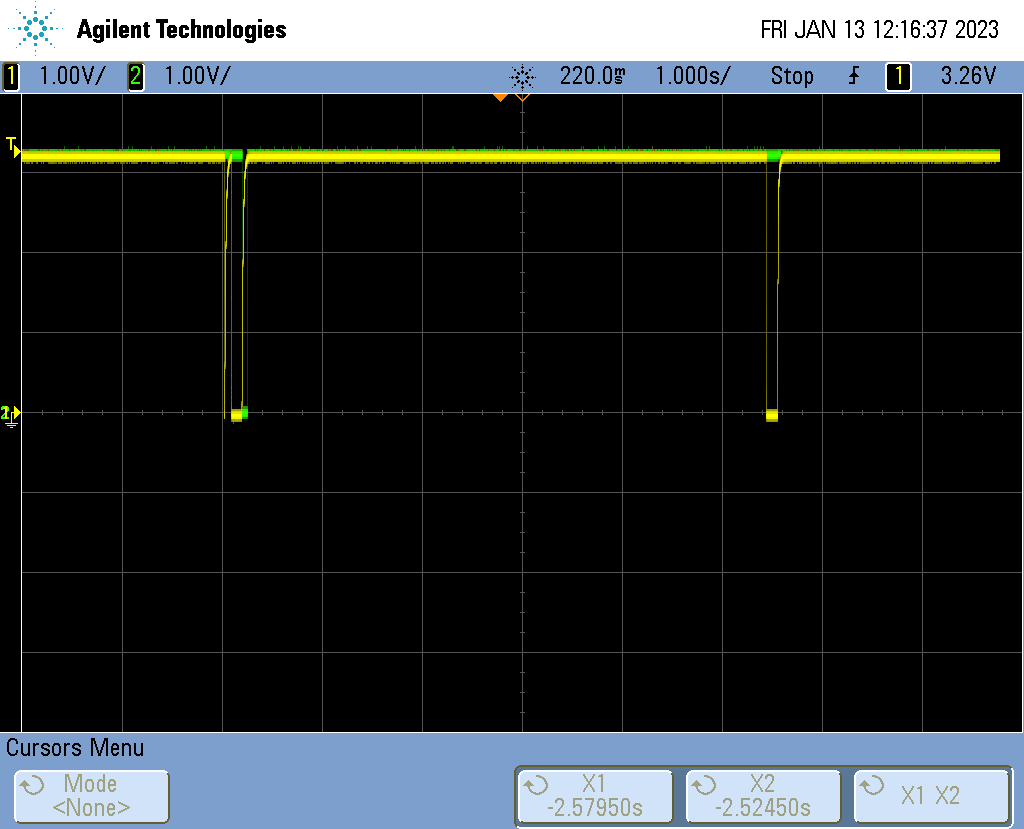 Agilent Technologies
FRI JAN 13 12:16:37 2023
1 1.00V/ 2 1.00V/ 220.0ms 1.000s/ Stop 1 3.26V
T
2
Cursors Menu
Mode
<None>
X1
-2.57950s
X2
-2.52450s
X1 X2